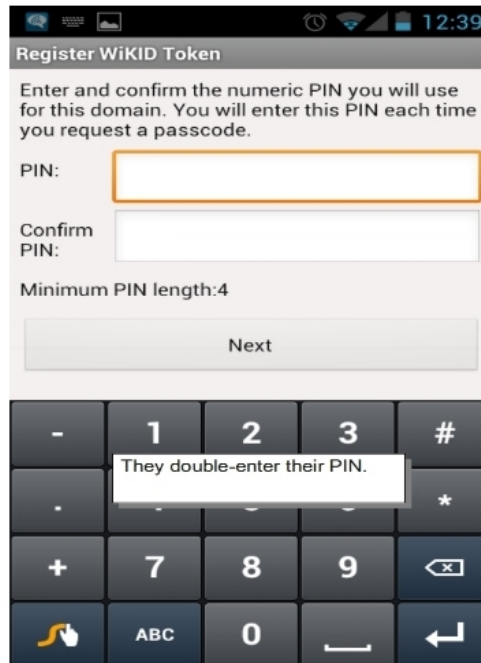 12:39
Register WiKID Token
Enter and confirm the numeric PIN you will use
for this domain. You will enter this PIN each time
you request a passcode.
PIN:
Confirm
PIN:
Minimum PIN length:4
Next
- 1 2 3 #
They double-enter their PIN.
. *
+ 7 8 9
ABC 0